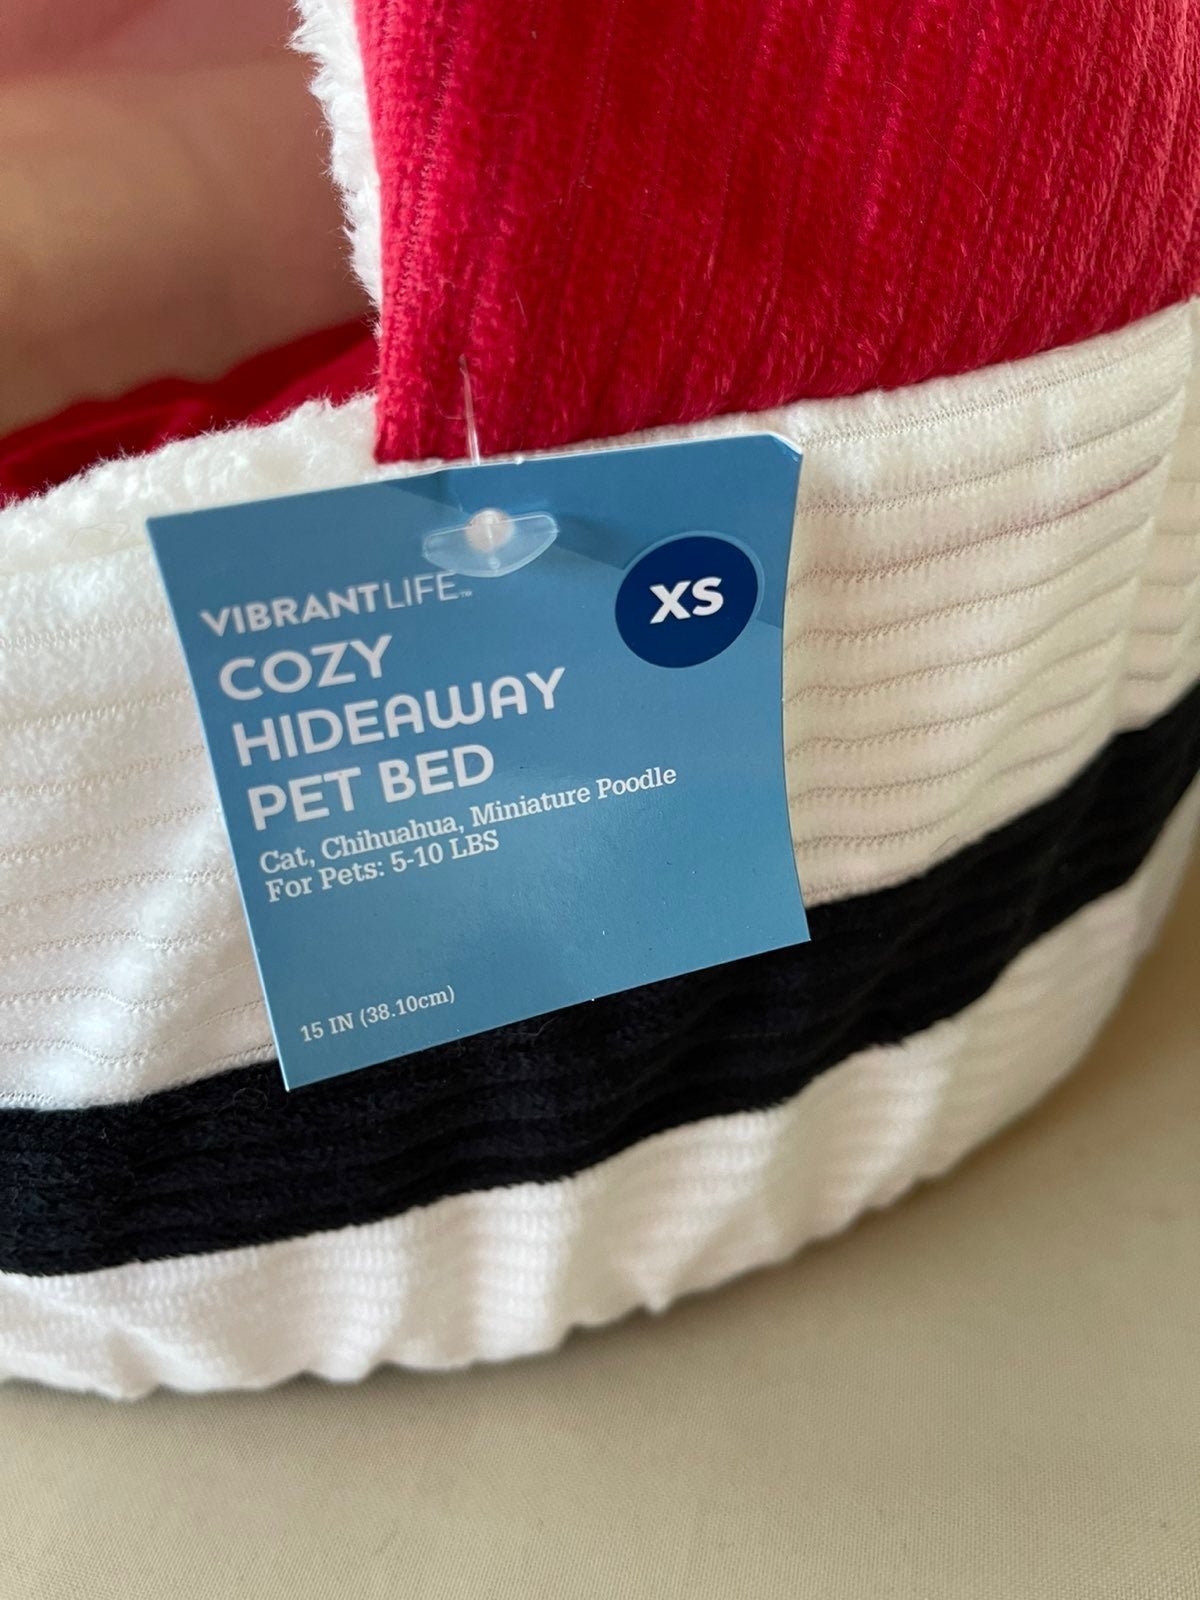 VIBRANTLIFE™
XS
COZY
HIDEAWAY
PET BED
Cat, Chihuahua, Miniature Poodle
For Pets: 5-10 LBS
15 IN (38.10cm)